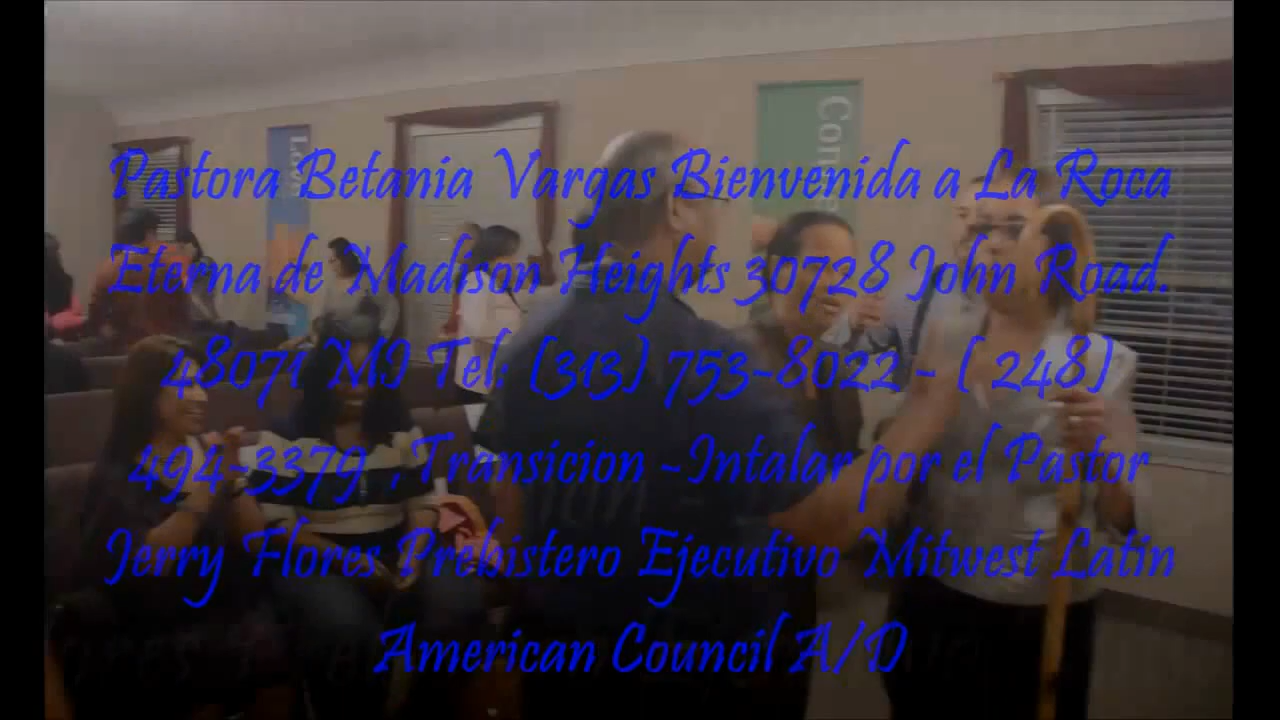 Pastora Betania Vargas Bienvenida a La Roca
Eterna de Madison Heights 30728 John Road.
48071 MI Tel: (313) 753-8022 - ( 248)
494-3379 , Transicion -Intalar por el Pastor
Jerry Flores Prebistero Ejecutivo Mitwest Latin
American Council A/D